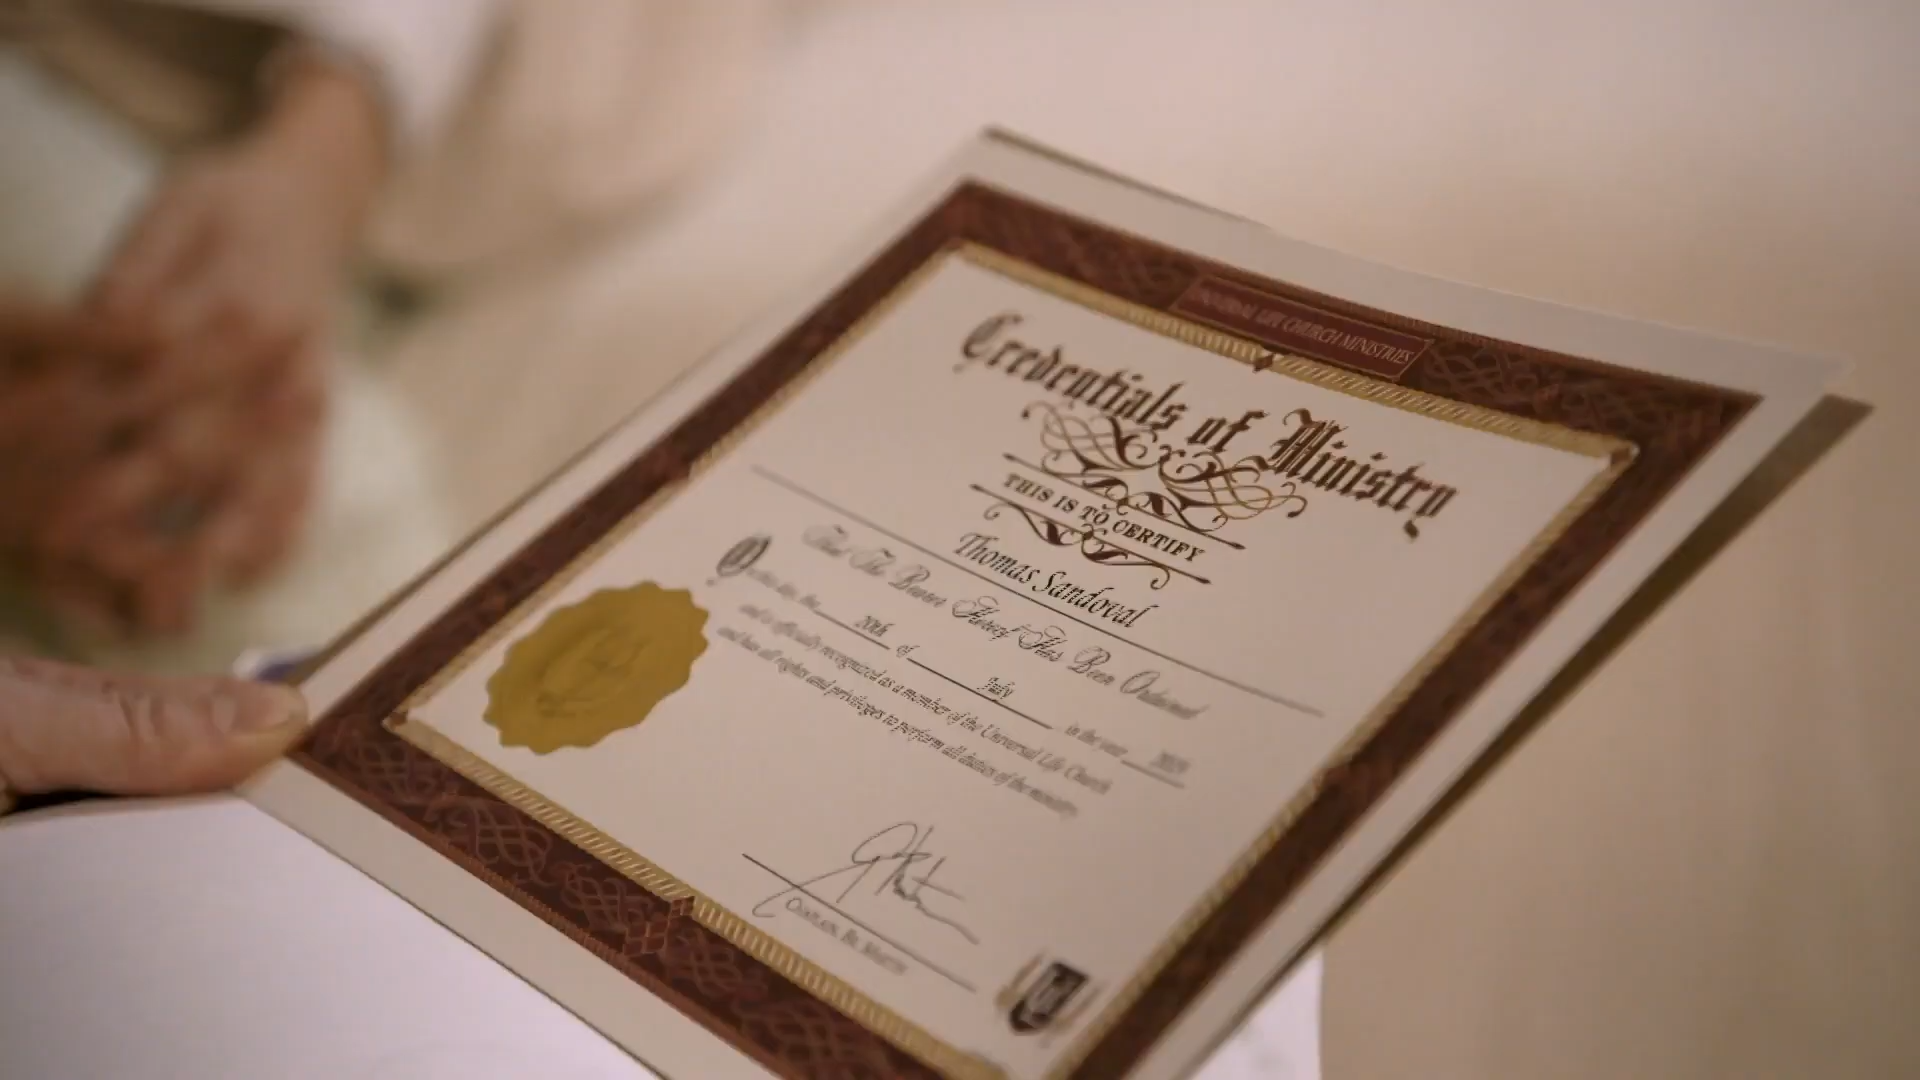 UNIVERSAL LIFE CHURCH MINISTRIES
Credentials of Ministry
THIS IS TO CERTIFY
Thomas Sandoval
That The Bearer Hereof Has Been Ordained
On this day, the 20th of July in the year
and is officially recognized as a member of the Universal Life Church
and has all rights and privileges to perform all duties of the ministry.